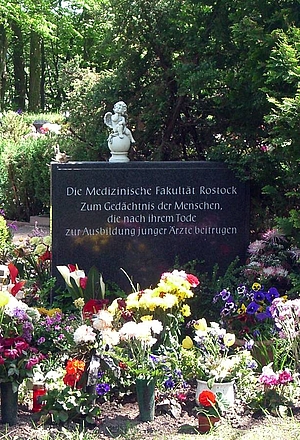 Die Medizinische Fakultät Rostock
Zum Gedächtnis der Menschen,
die nach ihrem Tode
zur Ausbildung junger Ärzte beitrugen